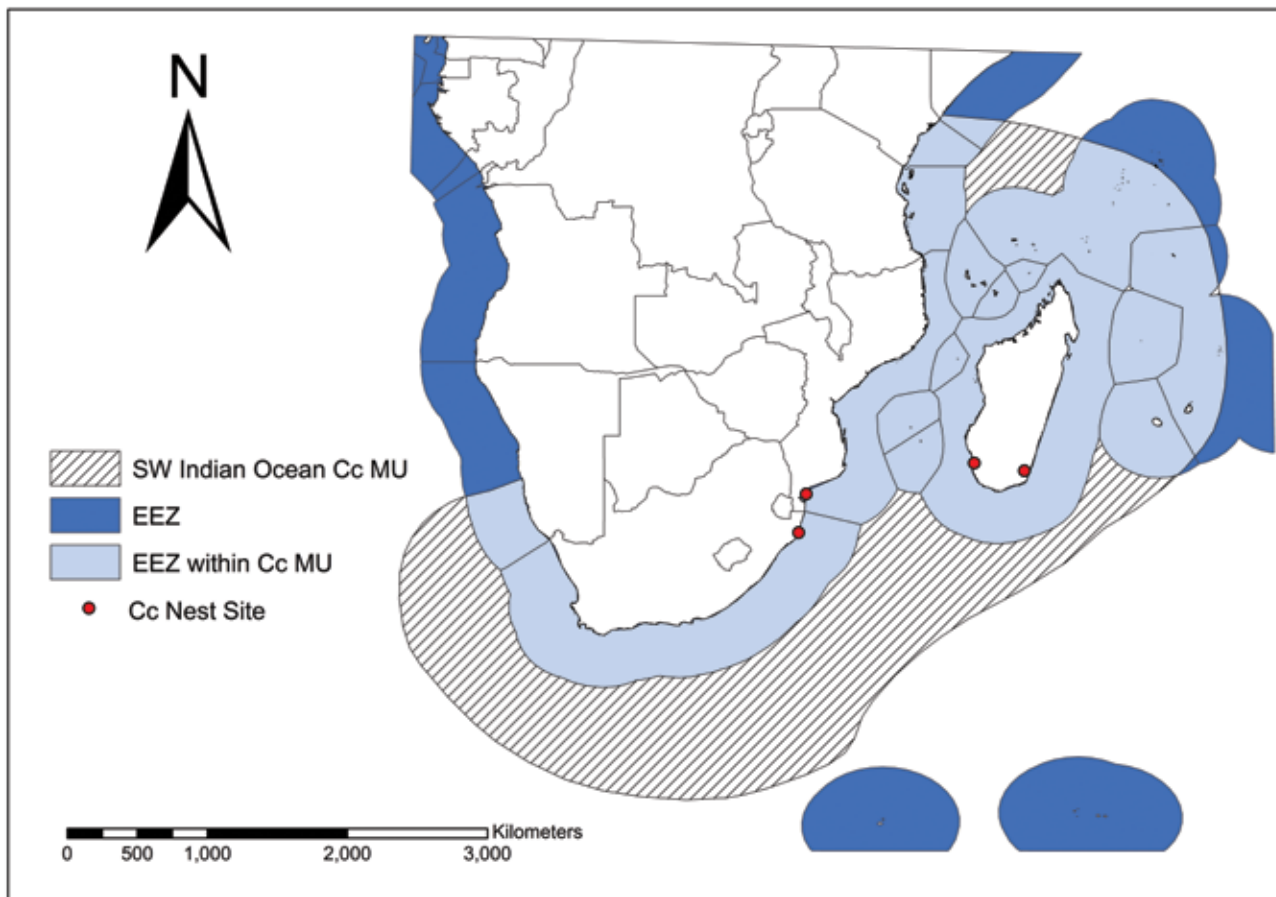 N
SW Indian Ocean Cc MU
EEZ
EEZ within Cc MU
Cc Nest Site
Kilometers
0 500 1,000 2,000 3,000